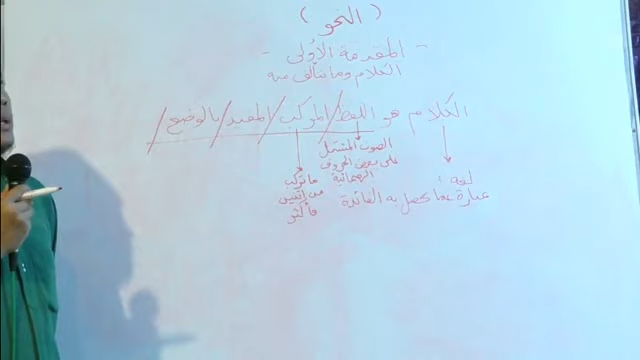 ( النحو )
- المقدمة الأولى -
الكلام وما يتألف منه
الكلام هو اللفظ / المركب / المفيد / بالوضع /
لغة :
عبارة عما تحصل به الفائدة
الصوت المشتمل
على بعض الحروف
الهجائية
ما تركب
من كلمتين
فأكثر